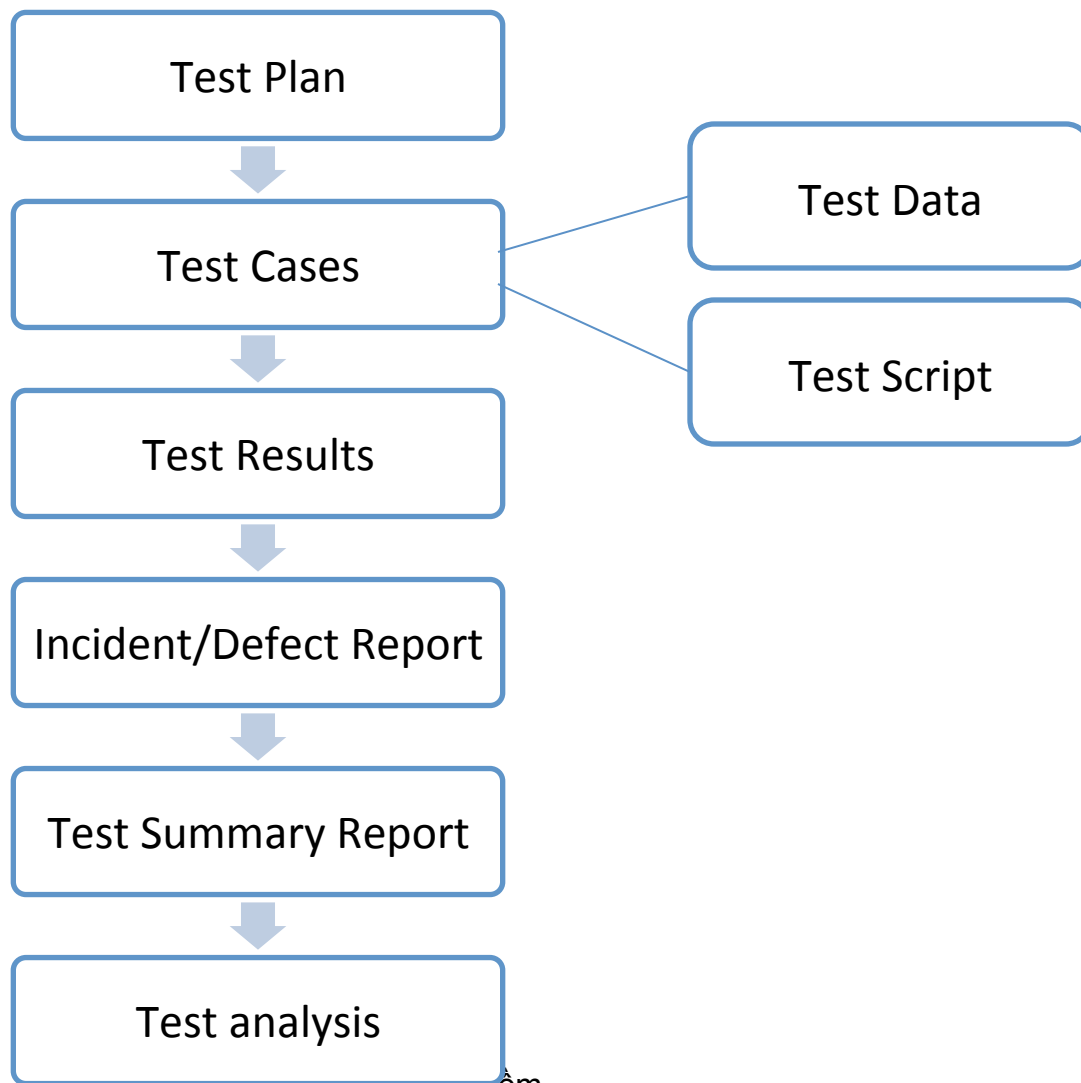 Test Plan
Test Data
Test Cases
Test Script
Test Results
Incident/Defect Report
Test Summary Report
Test analysis